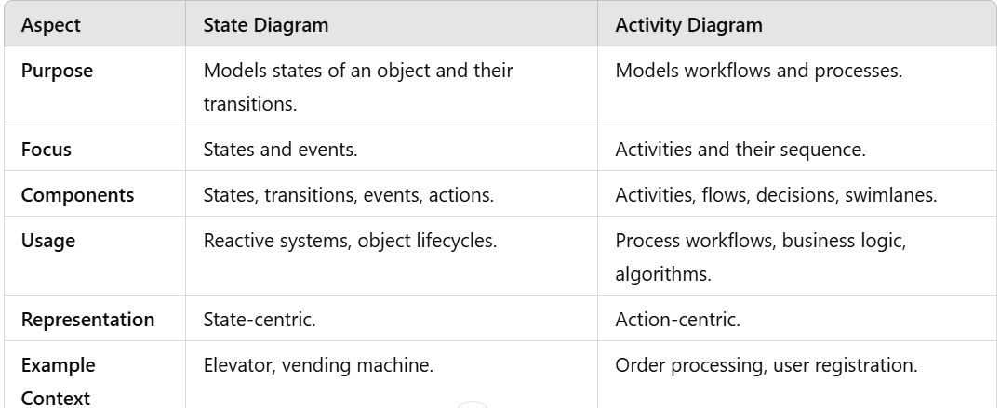 Aspect State Diagram Activity Diagram
Purpose Models states of an object and their Models workflows and processes.
transitions.
Focus States and events. Activities and their sequence.
Components States, transitions, events, actions. Activities, flows, decisions, swimlanes.
Usage Reactive systems, object lifecycles. Process workflows, business logic,
algorithms.
Representation State-centric. Action-centric.
Example Elevator, vending machine. Order processing, user registration.
Context